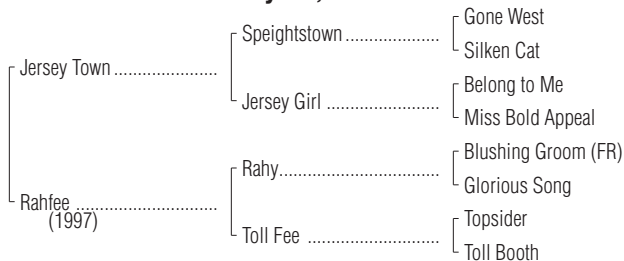 Gone West
Speightstown
Silken Cat
Jersey Town
Belong to Me
Jersey Girl
Miss Bold Appeal
Blushing Groom (FR)
Rahy
Glorious Song
Rahfee
(1997)
Topsider
Toll Fee
Toll Booth